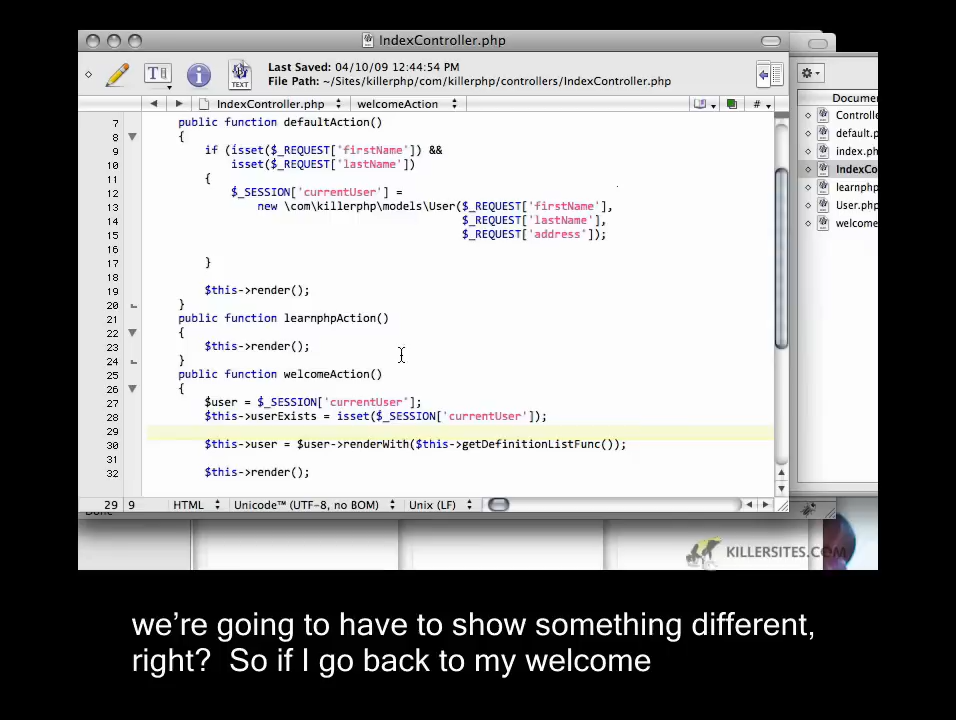 IndexController.php
Last Saved: 04/10/09 12:44:54 PM
File Path: ~/Sites/killerphp/com/killerphp/controllers/IndexController.php
TEXT
IndexController.php welcomeAction #
Documen
Controlle
default.p
index.ph
IndexCo
learnphp
User.php
welcome
7 public function defaultAction()
8 {
9 if (isset($_REQUEST['firstName']) &&
10 isset($_REQUEST['lastName'])
11 {
12 $_SESSION['currentUser'] =
13 new \com\killerphp\models\User($_REQUEST['firstName'],
14 $_REQUEST['lastName'],
15 $_REQUEST['address']);
16
17 }
18
19 $this->render();
20 }
21 public function learnphpAction()
22 {
23 $this->render();
24 }
25 public function welcomeAction()
26 {
27 $user = $_SESSION['currentUser'];
28 $this->userExists = isset($_SESSION['currentUser']);
29
30 $this->user = $user->renderWith($this->getDefinitionListFunc());
31
32 $this->render();
29 9 HTML Unicode™ (UTF-8, no BOM) Unix (LF)
KILLERSITES.COM
we're going to have to show something different,
right? So if I go back to my welcome